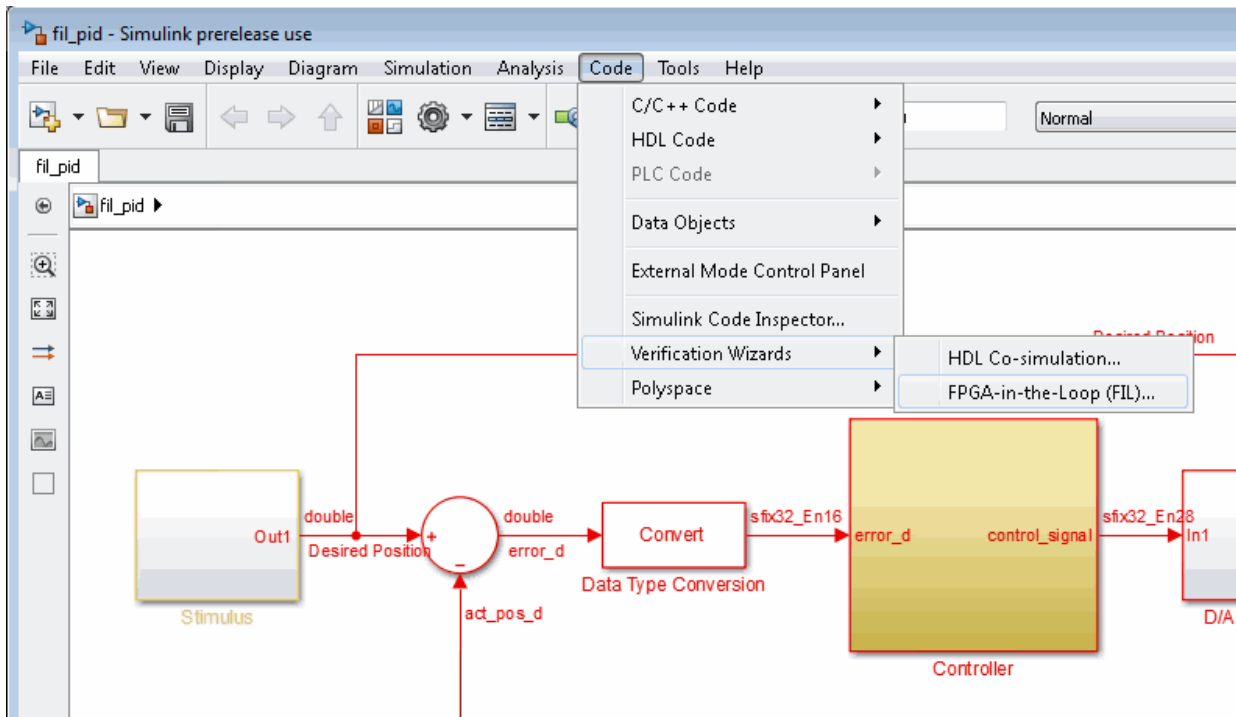 fil_pid - Simulink prerelease use
File Edit View Display Diagram Simulation Analysis Code Tools Help
Normal
fil_pid
fil_pid
C/C++ Code
HDL Code
PLC Code
Data Objects
External Mode Control Panel
Simulink Code Inspector...
Verification Wizards
Polyspace
HDL Co-simulation...
FPGA-in-the-Loop (FIL)...
Desired Position
Out1
double
Desired Position
+
−
double
error_d
Convert
Data Type Conversion
sfix32_En16
error_d
control_signal
sfix32_En28
In1
act_pos_d
Stimulus
Controller
D/A